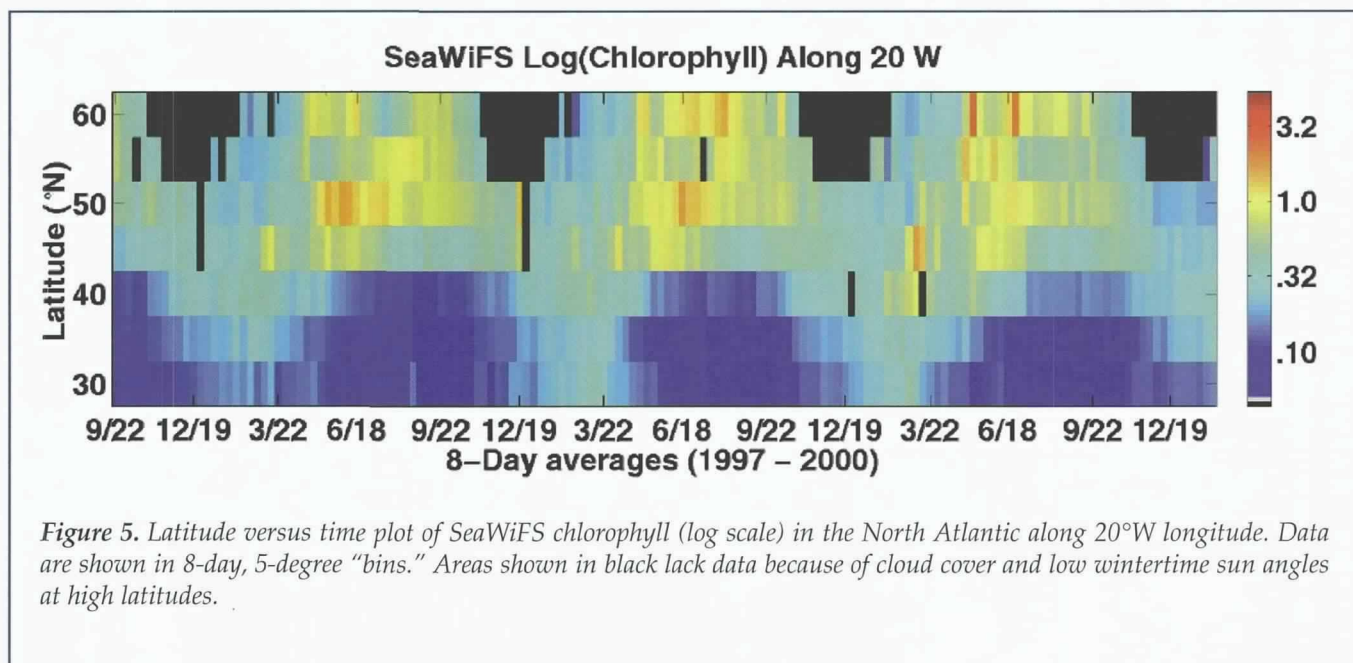 SeaWiFS Log(Chlorophyll) Along 20 W
Latitude (°N)
60
50
40
30
3.2
1.0
.32
.10
9/22 12/19 3/22 6/18 9/22 12/19 3/22 6/18 9/22 12/19 3/22 6/18 9/22 12/19
8–Day averages (1997 – 2000)
Figure 5. Latitude versus time plot of SeaWiFS chlorophyll (log scale) in the North Atlantic along 20°W longitude. Data
are shown in 8-day, 5-degree “bins.” Areas shown in black lack data because of cloud cover and low wintertime sun angles
at high latitudes.